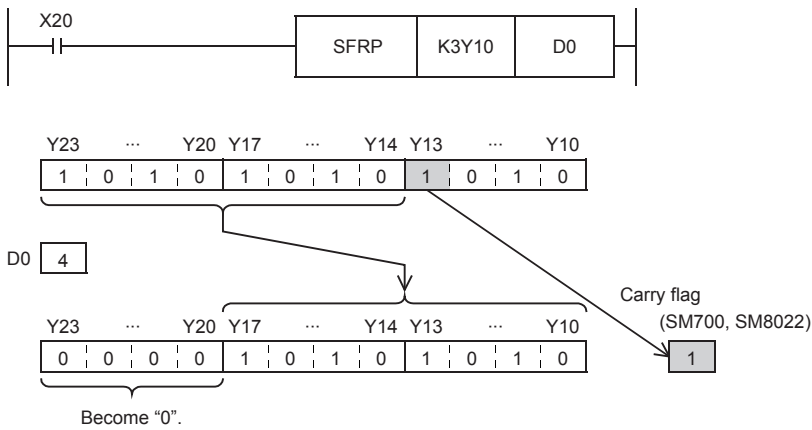 X20
SFRP K3Y10 D0
Y23 ... Y20 Y17 ... Y14 Y13 ... Y10
1 0 1 0 1 0 1 0 1 0 1 0
D0 4
Carry flag
(SM700, SM8022)
Y23 ... Y20 Y17 ... Y14 Y13 ... Y10
0 0 0 0 1 0 1 0 1 0 1 0 1
Become “0”.